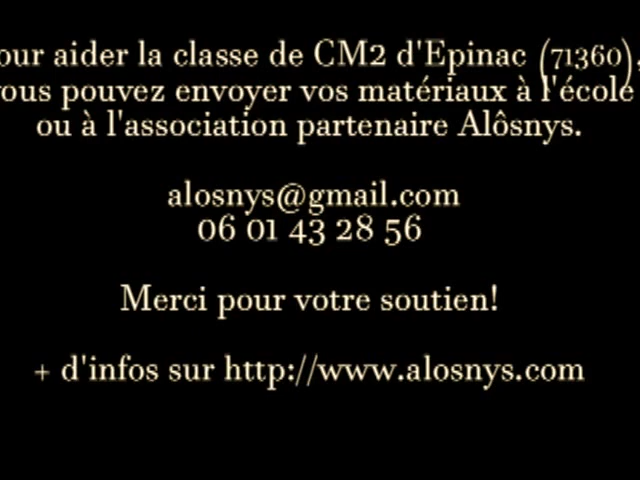 our aider la classe de CM2 d'Epinac (71360),
vous pouvez envoyer vos matériaux à l'école
ou à l'association partenaire Alôsnys.
alosnys@gmail.com
06 01 43 28 56
Merci pour votre soutien!
+ d'infos sur http://www.alosnys.com